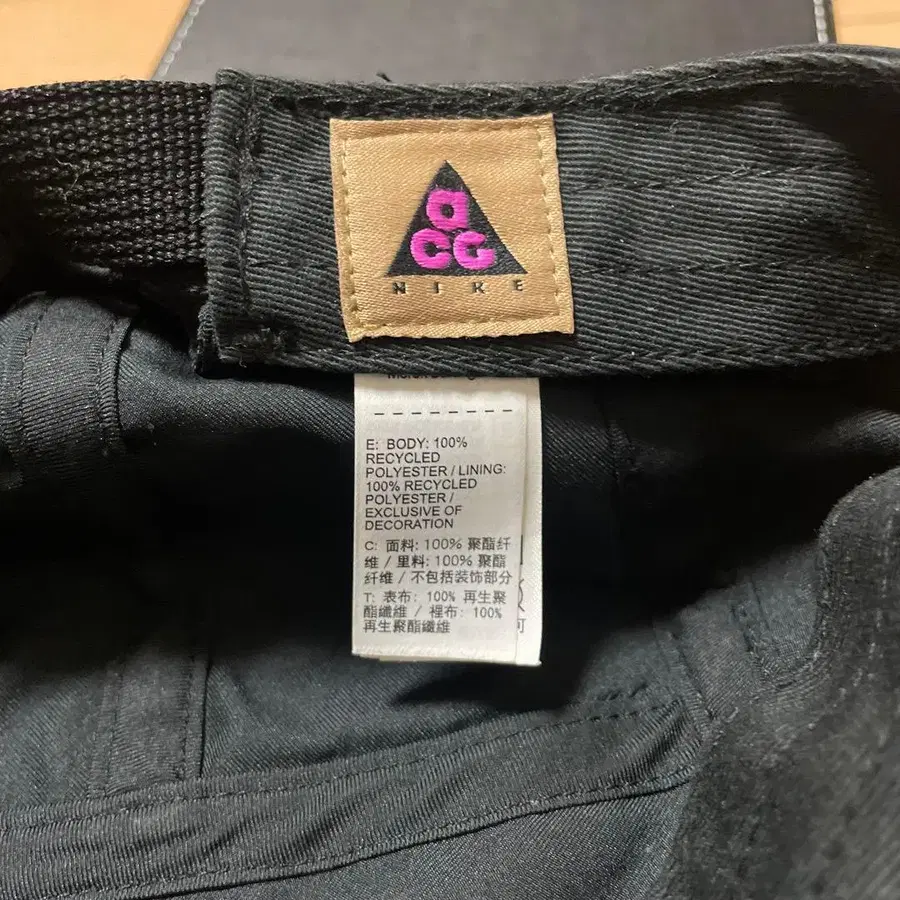 a
CG
NIKE
E: BODY: 100%
RECYCLED
POLYESTER / LINING:
100% RECYCLED
POLYESTER /
EXCLUSIVE OF
DECORATION
C: 面料: 100% 聚酯纤
维 / 里料: 100% 聚酯
纤维 / 不包括装饰部分
T: 表布: 100% 再生聚
酯纖維 / 裡布: 100%
再生聚酯纖維
可